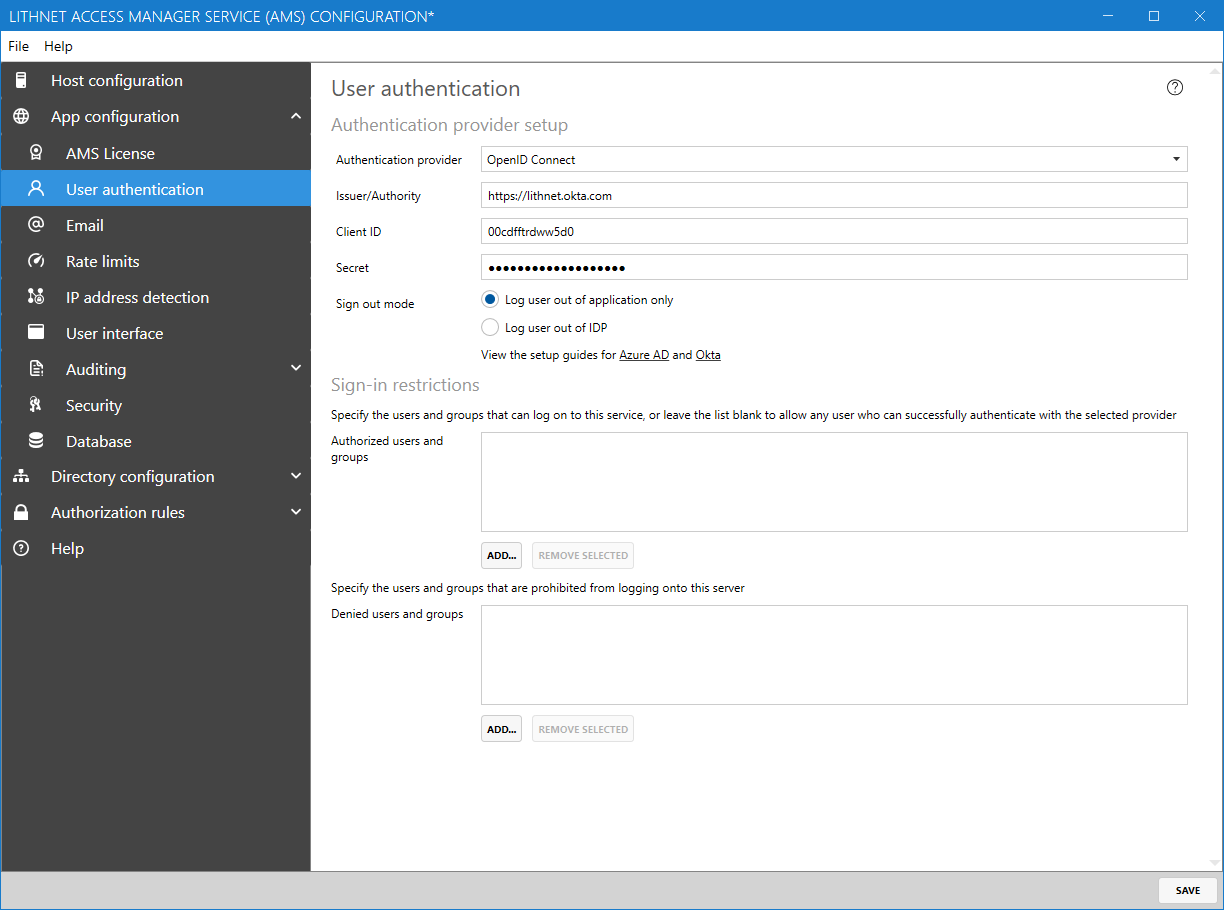 LITHNET ACCESS MANAGER SERVICE (AMS) CONFIGURATION*
File Help
Host configuration
App configuration
AMS License
User authentication
Email
Rate limits
IP address detection
User interface
Auditing
Security
Database
Directory configuration
Authorization rules
Help
User authentication
Authentication provider setup
Authentication provider OpenID Connect
Issuer/Authority https://lithnet.okta.com
Client ID 00cdfftrdww5d0
Secret ●●●●●●●●●●●●●●●●●●●
Sign out mode Log user out of application only
Log user out of IDP
View the setup guides for Azure AD and Okta
Sign-in restrictions
Specify the users and groups that can log on to this service, or leave the list blank to allow any user who can successfully authenticate with the selected provider
Authorized users and
groups
ADD... REMOVE SELECTED
Specify the users and groups that are prohibited from logging onto this server
Denied users and groups
ADD... REMOVE SELECTED
SAVE